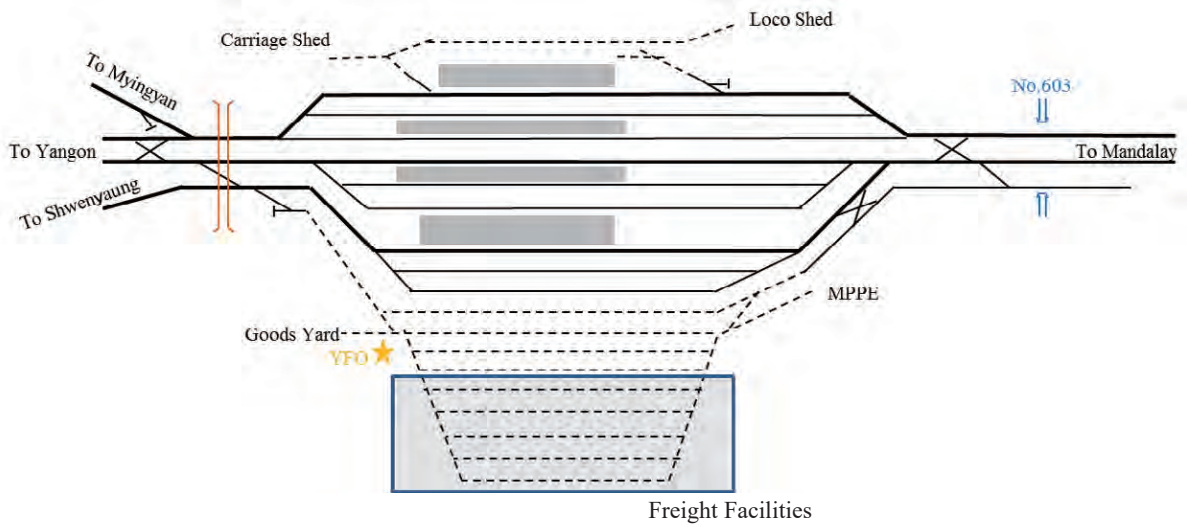 Loco Shed
Carriage Shed
To Myingyan
No.603
To Yangon
To Mandalay
To Shwenyaung
MPPE
Goods Yard
YFO
Freight Facilities